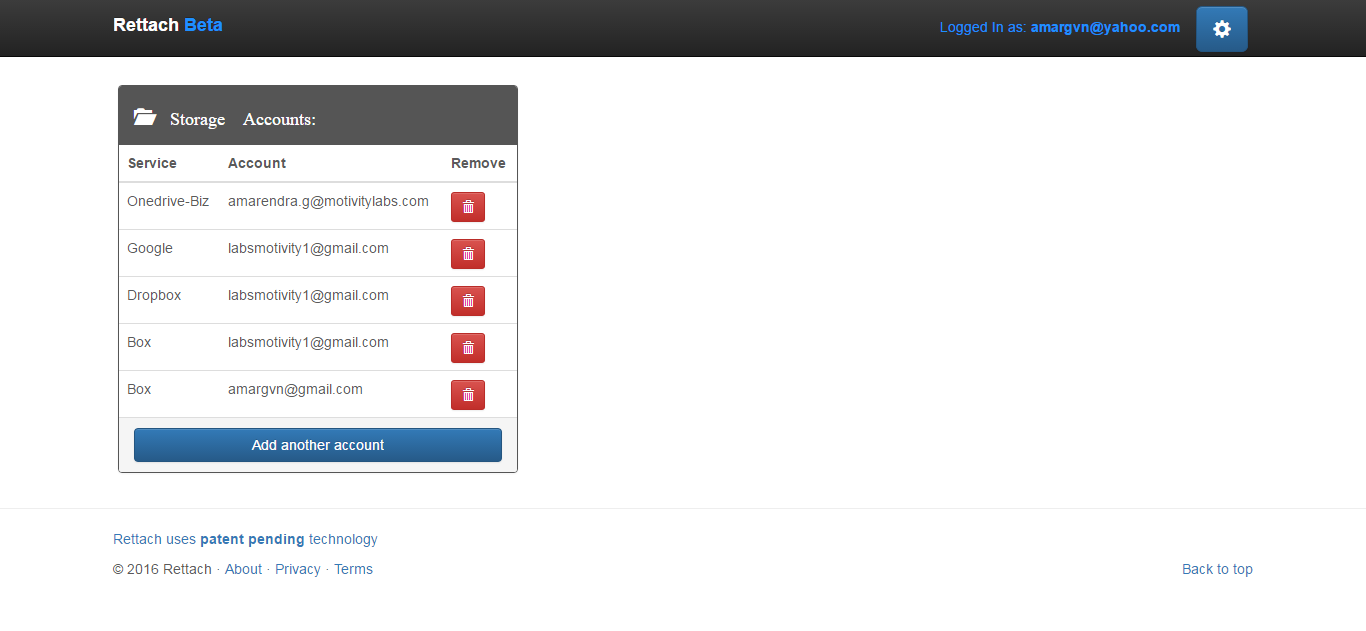 Rettach Beta
Logged In as: amargvn@yahoo.com
Storage Accounts:
Service Account Remove
Onedrive-Biz amarendra.g@motivitylabs.com
Google labsmotivity1@gmail.com
Dropbox labsmotivity1@gmail.com
Box labsmotivity1@gmail.com
Box amargvn@gmail.com
Add another account
Rettach uses patent pending technology
© 2016 Rettach · About · Privacy · Terms
Back to top